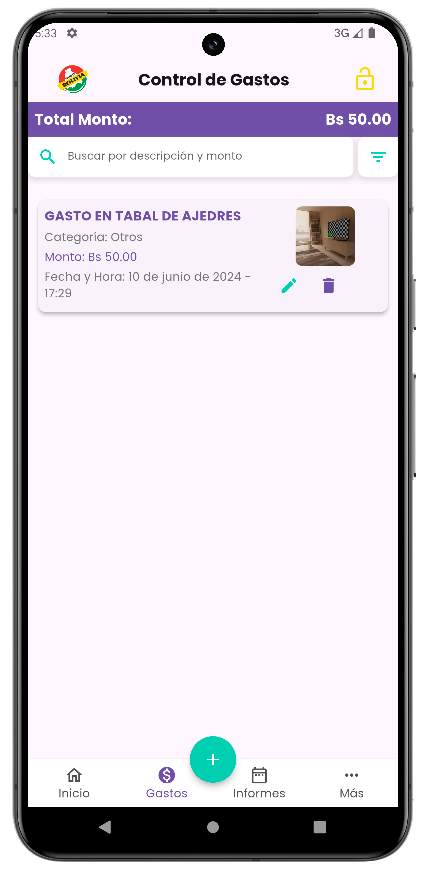 5:33
3G
BOLIVIA
Control de Gastos
Total Monto:
Bs 50.00
Buscar por descripción y monto
GASTO EN TABAL DE AJEDRES
Categoría: Otros
Monto: Bs 50.00
Fecha y Hora: 10 de junio de 2024 -
17:29
Inicio
Gastos
Informes
Más